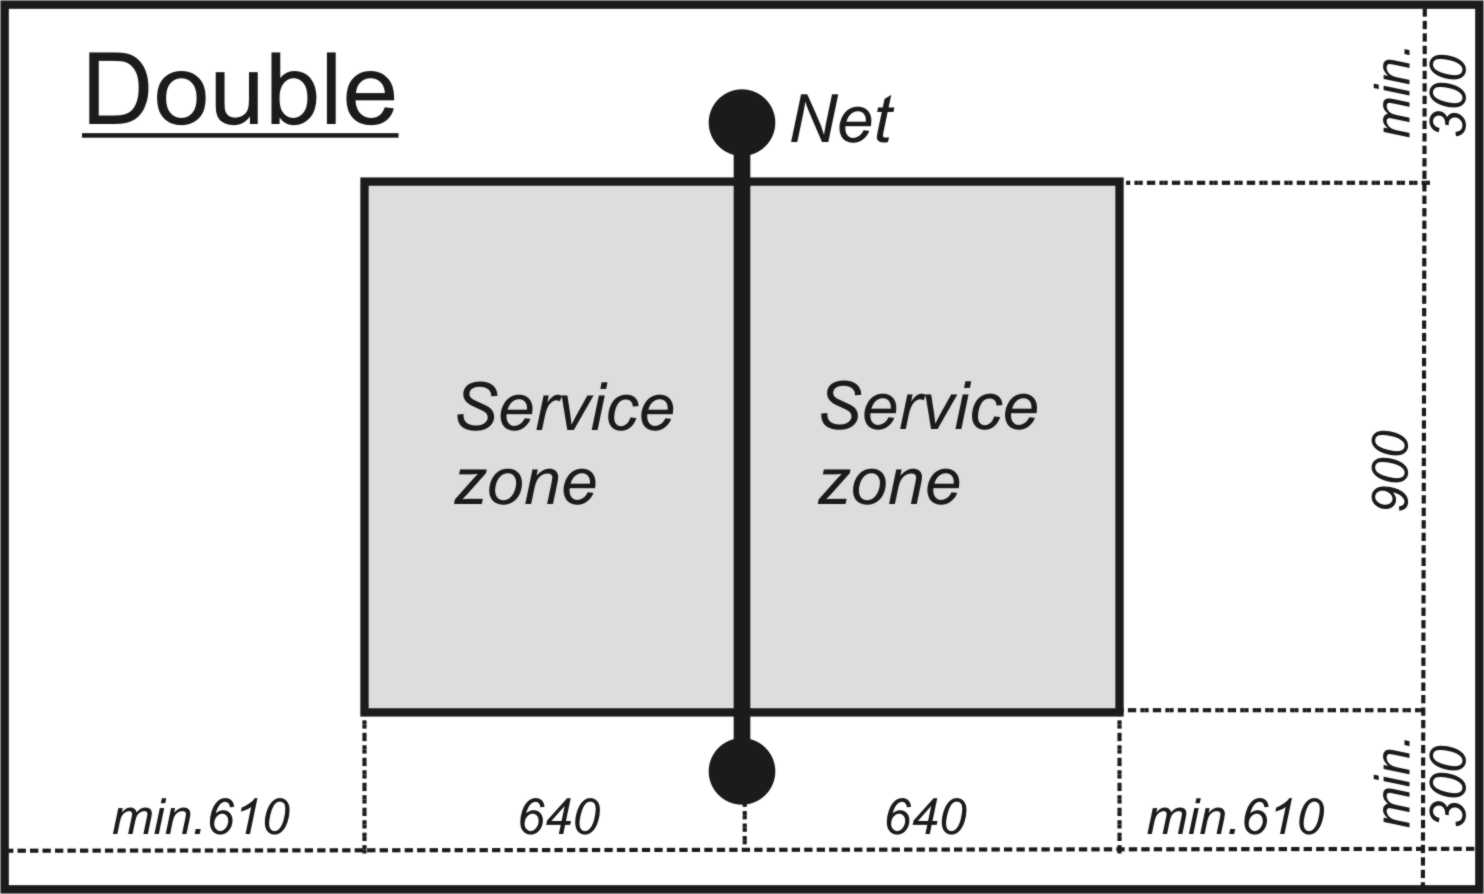 Double
Net
min.
300
Service
zone
Service
zone
900
min.
300
min.610
640
640
min.610